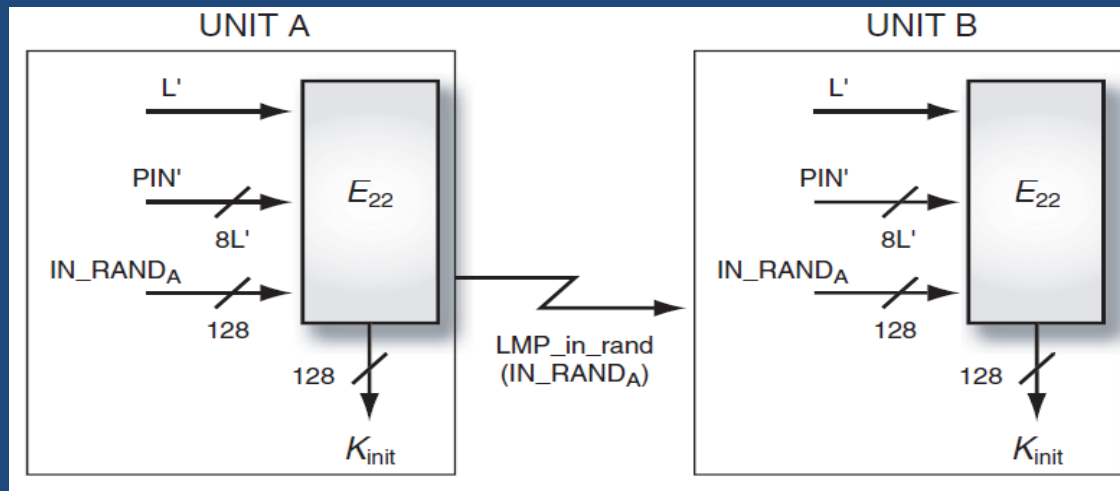 UNIT A
L'
PIN'
8L'
IN_RANDA
128
E22
128
Kinit
LMP_in_rand
(IN_RANDA)
UNIT B
L'
PIN'
8L'
IN_RANDA
128
E22
128
Kinit